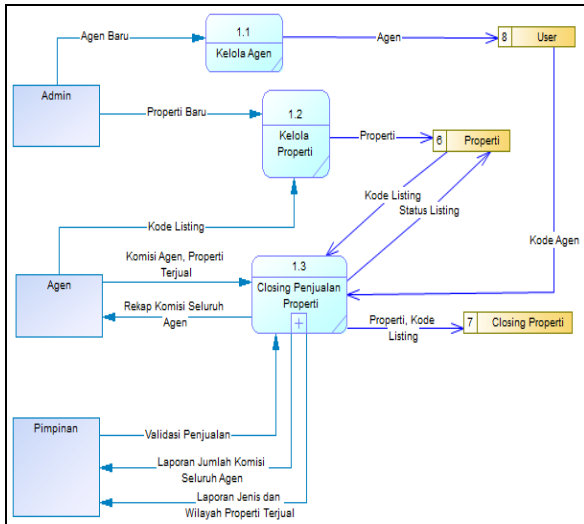 Agen Baru
1.1
Kelola Agen
Agen
8 User
Admin
Properti Baru
1.2
Kelola
Properti
Properti
6 Properti
Kode Listing
Kode Listing
Status Listing
Kode Agen
Agen
Komisi Agen, Properti
Terjual
Rekap Komisi Seluruh
Agen
1.3
Closing Penjualan
Properti
+
Properti, Kode
Listing
7 Closing Properti
Pimpinan
Validasi Penjualan
Laporan Jumlah Komisi
Seluruh Agen
Laporan Jenis dan
Wilayah Properti Terjual